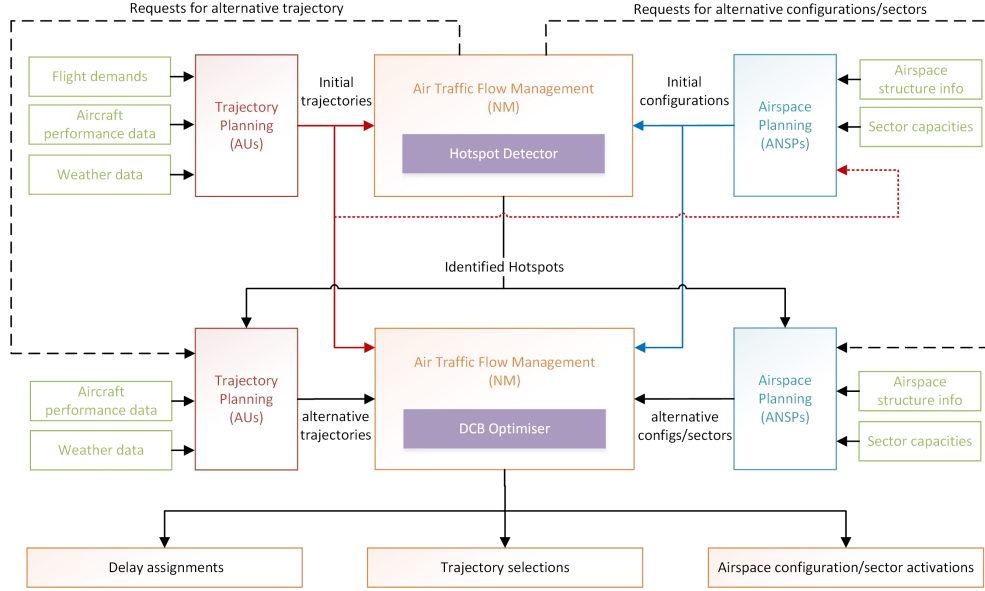 Requests for alternative trajectory
Requests for alternative configurations/sectors
Flight demands
Aircraft
performance data
Weather data
Trajectory
Planning
(AUs)
Initial
trajectories
Air Traffic Flow Management
(NM)
Hotspot Detector
Initial
configurations
Airspace
Planning
(ANSPs)
Airspace
structure info
Sector capacities
Identified Hotspots
Aircraft
performance data
Weather data
Trajectory
Planning
(AUs)
alternative
trajectories
Air Traffic Flow Management
(NM)
DCB Optimiser
alternative
configs/sectors
Airspace
Planning
(ANSPs)
Airspace
structure info
Sector capacities
Delay assignments
Trajectory selections
Airspace configuration/sector activations